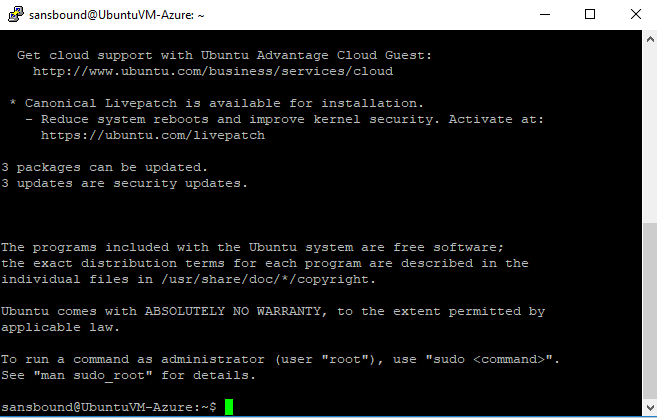 sansbound@UbuntuVM-Azure: ~
Get cloud support with Ubuntu Advantage Cloud Guest:
http://www.ubuntu.com/business/services/cloud
* Canonical Livepatch is available for installation.
- Reduce system reboots and improve kernel security. Activate at:
https://ubuntu.com/livepatch
3 packages can be updated.
3 updates are security updates.
The programs included with the Ubuntu system are free software;
the exact distribution terms for each program are described in the
individual files in /usr/share/doc/*/copyright.
Ubuntu comes with ABSOLUTELY NO WARRANTY, to the extent permitted by
applicable law.
To run a command as administrator (user "root"), use "sudo <command>".
See "man sudo_root" for details.
sansbound@UbuntuVM-Azure:~$